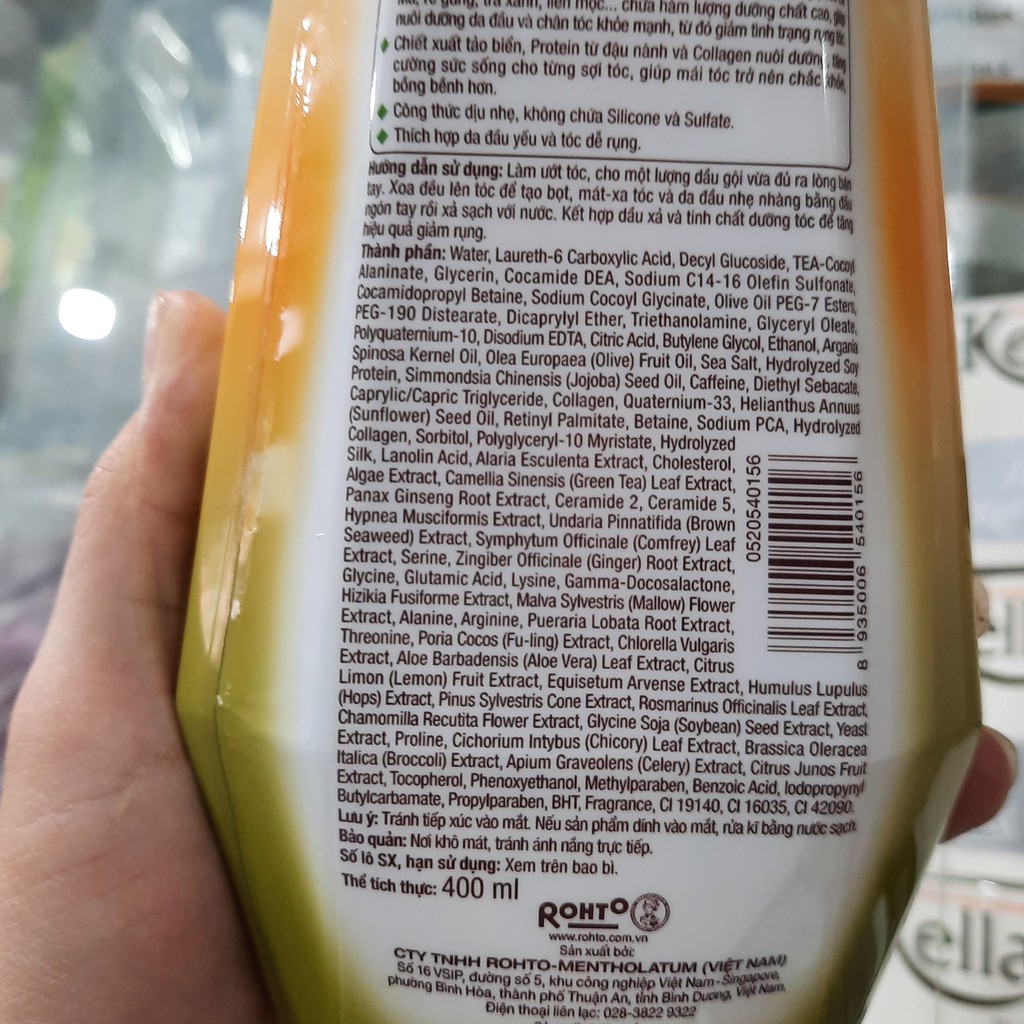 chứa hàm lượng dưỡng chất cao,
nuôi dưỡng da đầu và chân tóc khỏe mạnh, từ đó giảm tình trạng rụng tóc.
Chiết xuất tảo biển, Protein từ đậu nành và Collagen nuôi dưỡng, tăng
cường sức sống cho từng sợi tóc, giúp mái tóc trở nên chắc khỏe,
bồng bềnh hơn.
Công thức dịu nhẹ, không chứa Silicone và Sulfate.
Thích hợp da đầu yếu và tóc dễ rụng.
Hướng dẫn sử dụng: Làm ướt tóc, cho một lượng dầu gội vừa đủ ra lòng bàn
tay. Xoa đều lên tóc để tạo bọt, mát-xa tóc và da đầu nhẹ nhàng bằng đầu
ngón tay rồi xả sạch với nước. Kết hợp dầu xả và tinh chất dưỡng tóc để tăng
hiệu quả giảm rụng.
Thành phần: Water, Laureth-6 Carboxylic Acid, Decyl Glucoside, TEA-Cocoyl
Alaninate, Glycerin, Cocamide DEA, Sodium C14-16 Olefin Sulfonate,
Cocamidopropyl Betaine, Sodium Cocoyl Glycinate, Olive Oil PEG-7 Esters,
PEG-190 Distearate, Dicaprylyl Ether, Triethanolamine, Glyceryl Oleate,
Polyquaternium-10, Disodium EDTA, Citric Acid, Butylene Glycol, Ethanol, Argania
Spinosa Kernel Oil, Olea Europaea (Olive) Fruit Oil, Sea Salt, Hydrolyzed Soy
Protein, Simmondsia Chinensis (Jojoba) Seed Oil, Caffeine, Diethyl Sebacate,
Caprylic/Capric Triglyceride, Collagen, Quaternium-33, Helianthus Annuus
(Sunflower) Seed Oil, Retinyl Palmitate, Betaine, Sodium PCA, Hydrolyzed
Collagen, Sorbitol, Polyglyceryl-10 Myristate, Hydrolyzed
Silk, Lanolin Acid, Alaria Esculenta Extract, Cholesterol,
Algae Extract, Camellia Sinensis (Green Tea) Leaf Extract,
Panax Ginseng Root Extract, Ceramide 2, Ceramide 5,
Hypnea Musciformis Extract, Undaria Pinnatifida (Brown
Seaweed) Extract, Symphytum Officinale (Comfrey) Leaf
Extract, Serine, Zingiber Officinale (Ginger) Root Extract,
Glycine, Glutamic Acid, Lysine, Gamma-Docosalactone,
Hizikia Fusiforme Extract, Malva Sylvestris (Mallow) Flower
Extract, Alanine, Arginine, Pueraria Lobata Root Extract,
Threonine, Poria Cocos (Fu-ling) Extract, Chlorella Vulgaris
Extract, Aloe Barbadensis (Aloe Vera) Leaf Extract, Citrus
Limon (Lemon) Fruit Extract, Equisetum Arvense Extract, Humulus Lupulus
(Hops) Extract, Pinus Sylvestris Cone Extract, Rosmarinus Officinalis Leaf Extract,
Chamomilla Recutita Flower Extract, Glycine Soja (Soybean) Seed Extract, Yeast
Extract, Proline, Cichorium Intybus (Chicory) Leaf Extract, Brassica Oleracea
Italica (Broccoli) Extract, Apium Graveolens (Celery) Extract, Citrus Junos Fruit
Extract, Tocopherol, Phenoxyethanol, Methylparaben, Benzoic Acid, Iodopropynyl
Butylcarbamate, Propylparaben, BHT, Fragrance, CI 19140, CI 16035, CI 42090.
Lưu ý: Tránh tiếp xúc vào mắt. Nếu sản phẩm dính vào mắt, rửa kĩ bằng nước sạch.
Bảo quản: Nơi khô mát, tránh ánh nắng trực tiếp.
Số lô SX, hạn sử dụng: Xem trên bao bì.
Thể tích thực: 400 ml
0520540156
8 935006 540156
ROHTO
www.rohto.com.vn
Sản xuất bởi:
CTY TNHH ROHTO-MENTHOLATUM (VIỆT NAM)
Số 16 VSIP, đường số 5, khu công nghiệp Việt Nam-Singapore,
phường Bình Hòa, thành phố Thuận An, tỉnh Bình Dương, Việt Nam.
Điện thoại liên lạc: 028-3822 9322
Ke
ella
ella